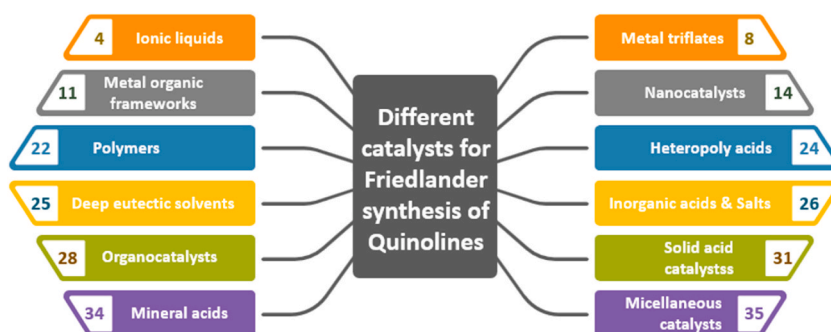 4 Ionic liquids
11 Metal organic
frameworks
22 Polymers
25 Deep eutectic solvents
28 Organocatalysts
34 Mineral acids
Different
catalysts for
Friedlander
synthesis of
Quinolines
Metal triflates 8
Nanocatalysts 14
Heteropoly acids 24
Inorganic acids & Salts 26
Solid acid
catalystss 31
Micellaneous
catalysts 35